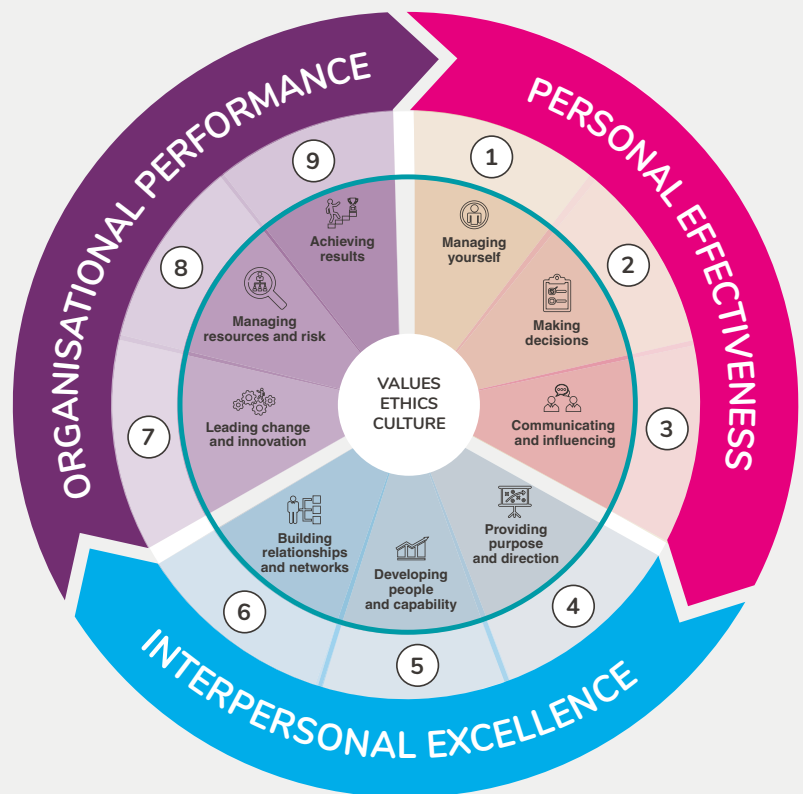 ORGANISATIONAL PERFORMANCE
PERSONAL EFFECTIVENESS
INTERPERSONAL EXCELLENCE
1
Managing
yourself
2
Making
decisions
3
Communicating
and influencing
4
Providing
purpose
and direction
5
Developing
people
and capability
6
Building
relationships
and networks
7
Leading change
and innovation
8
Managing
resources and risk
9
Achieving
results
VALUES
ETHICS
CULTURE